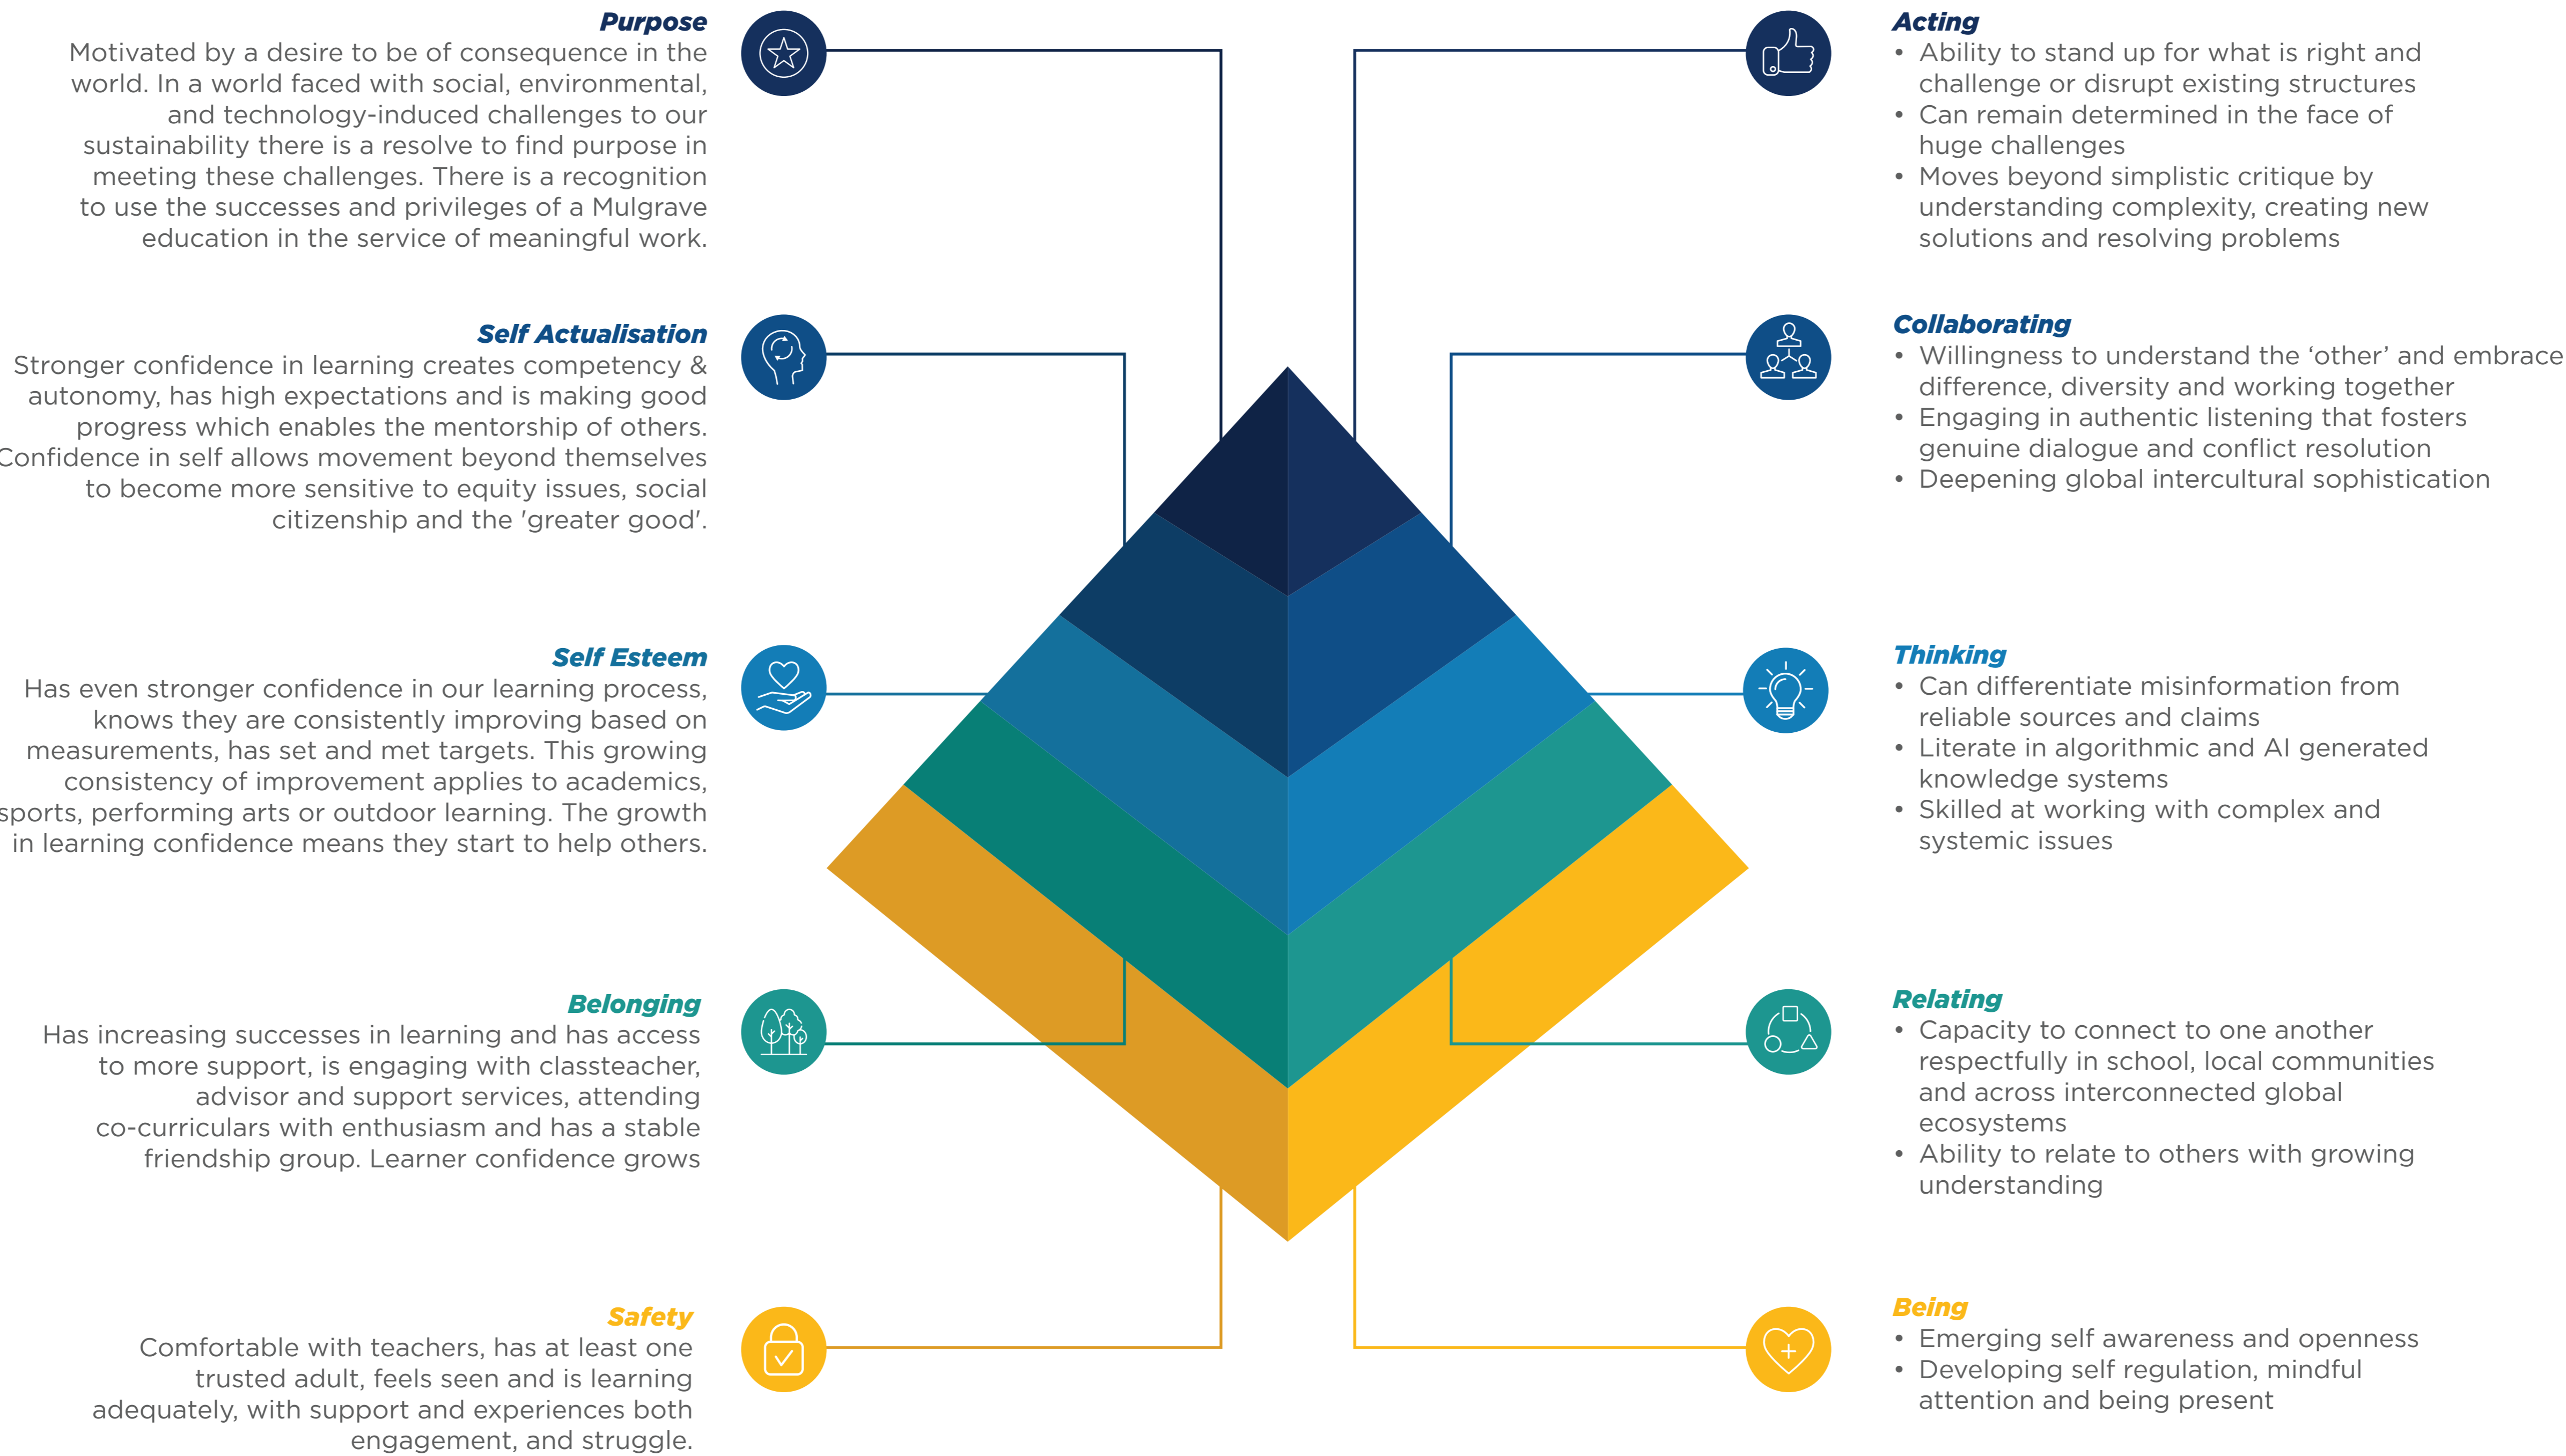 Purpose
Motivated by a desire to be of consequence in the
world. In a world faced with social, environmental,
and technology-induced challenges to our
sustainability there is a resolve to find purpose in
meeting these challenges. There is a recognition
to use the successes and privileges of a Mulgrave
education in the service of meaningful work.
Self Actualisation
Stronger confidence in learning creates competency &
autonomy, has high expectations and is making good
progress which enables the mentorship of others.
Confidence in self allows movement beyond themselves
to become more sensitive to equity issues, social
citizenship and the 'greater good'.
Self Esteem
Has even stronger confidence in our learning process,
knows they are consistently improving based on
measurements, has set and met targets. This growing
consistency of improvement applies to academics,
sports, performing arts or outdoor learning. The growth
in learning confidence means they start to help others.
Belonging
Has increasing successes in learning and has access
to more support, is engaging with classteacher,
advisor and support services, attending
co-curriculars with enthusiasm and has a stable
friendship group. Learner confidence grows
Safety
Comfortable with teachers, has at least one
trusted adult, feels seen and is learning
adequately, with support and experiences both
engagement, and struggle.
Acting
• Ability to stand up for what is right and
challenge or disrupt existing structures
• Can remain determined in the face of
huge challenges
• Moves beyond simplistic critique by
understanding complexity, creating new
solutions and resolving problems
Collaborating
• Willingness to understand the ‘other’ and embrace
difference, diversity and working together
• Engaging in authentic listening that fosters
genuine dialogue and conflict resolution
• Deepening global intercultural sophistication
Thinking
• Can differentiate misinformation from
reliable sources and claims
• Literate in algorithmic and AI generated
knowledge systems
• Skilled at working with complex and
systemic issues
Relating
• Capacity to connect to one another
respectfully in school, local communities
and across interconnected global
ecosystems
• Ability to relate to others with growing
understanding
Being
• Emerging self awareness and openness
• Developing self regulation, mindful
attention and being present